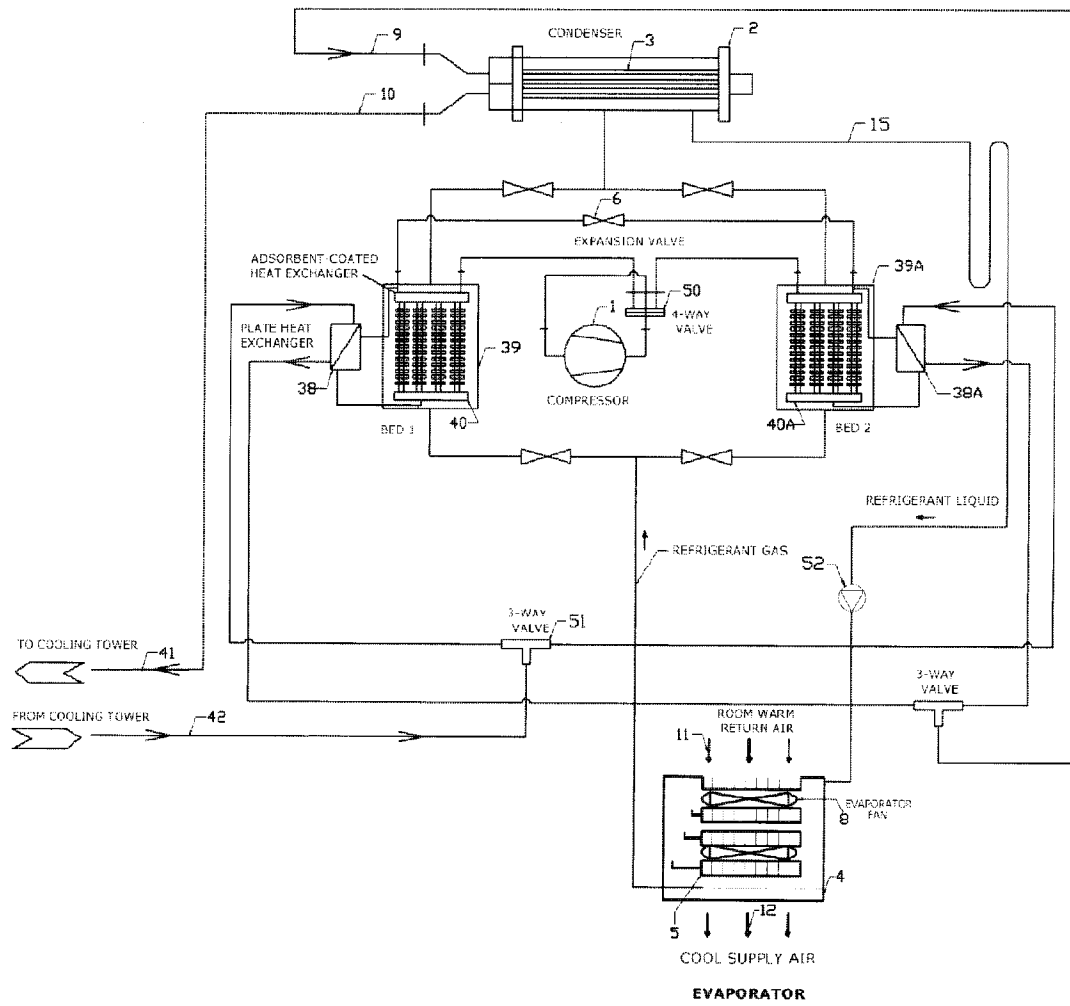 9
CONDENSER
3
2
10
15
6
EXPANSION VALVE
ADSORBENT-COATED
HEAT EXCHANGER
39A
50
1
4-WAY
VALVE
PLATE HEAT
EXCHANGER
39
38
38A
COMPRESSOR
40
40A
BED 1
BED 2
REFRIGERANT LIQUID
REFRIGERANT GAS
52
3-WAY
VALVE
51
TO COOLING TOWER
41
3-WAY
VALVE
FROM COOLING TOWER
42
ROOM WARM
RETURN AIR
11
EVAPORATOR
FAN
8
4
5
12
COOL SUPPLY AIR
EVAPORATOR